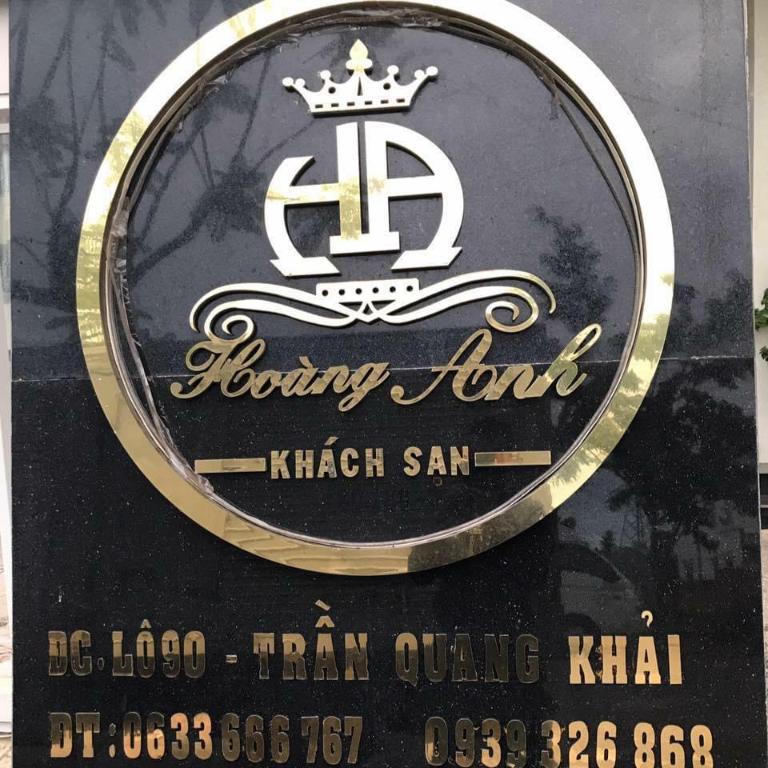 HA
Hoàng Anh
KHÁCH SẠN
ĐC.LÔ90 - TRẦN QUANG KHẢI
ĐT:0633 666 767 0939 326 868